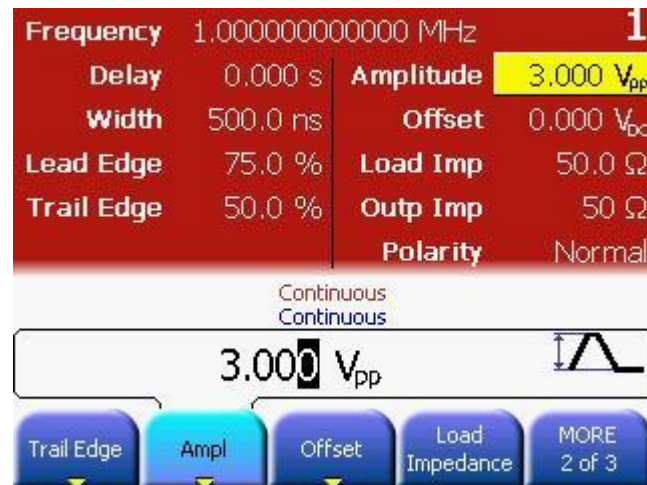 Frequency 1.000000000000 MHz 1
Delay 0.000 s Amplitude 3.000 Vpp
Width 500.0 ns Offset 0.000 VDC
Lead Edge 75.0 % Load Imp 50.0 Ω
Trail Edge 50.0 % Outp Imp 50 Ω
Polarity Normal
Continuous
Continuous
3.000 Vpp
Trail Edge Ampl Offset Load Impedance MORE 2 of 3